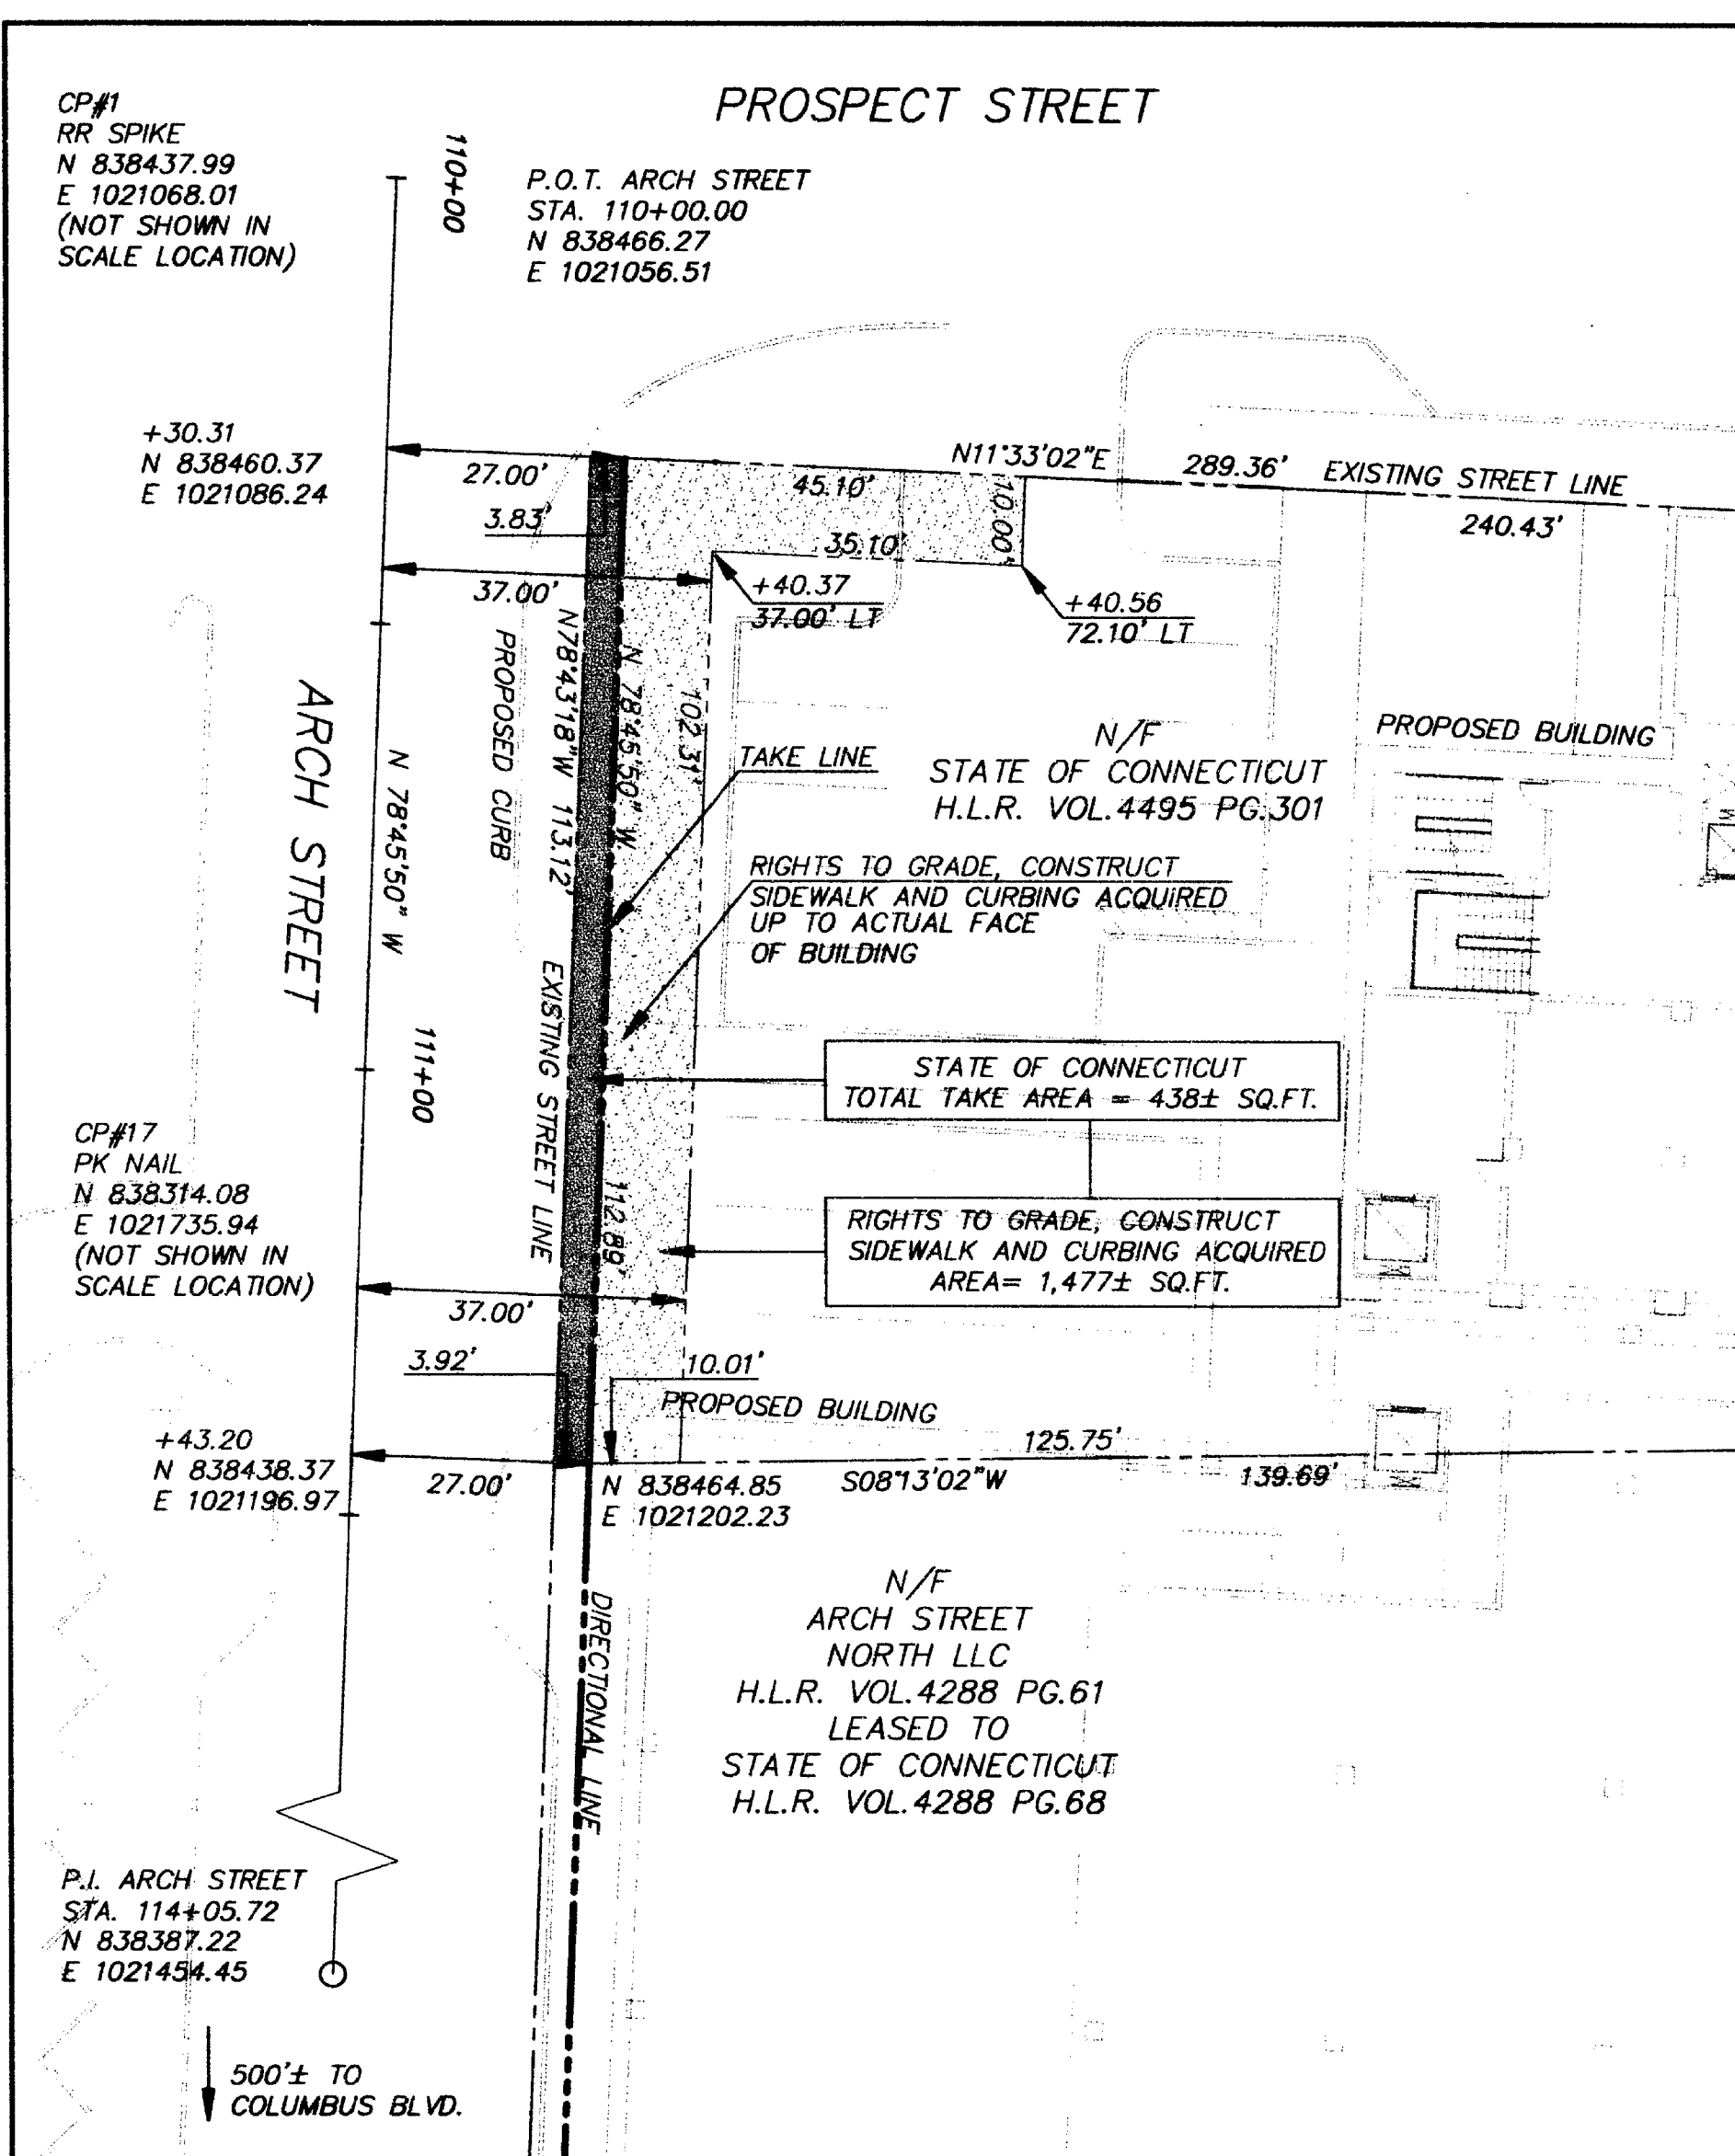 PROSPECT STREET
CP#1
RR SPIKE
N 838437.99
E 1021068.01
(NOT SHOWN IN
SCALE LOCATION)
110+00
P.O.T. ARCH STREET
STA. 110+00.00
N 838466.27
E 1021056.51
+30.31
N 838460.37
E 1021086.24
27.00'
3.83'
37.00'
45.10'
35.10'
10.00'
N11°33'02"E
289.36'
EXISTING STREET LINE
240.43'
+40.37
37.00' LT
+40.56
72.10' LT
ARCH STREET
N 78°45'50" W
PROPOSED CURB
N78°43'18"W 113.12'
EXISTING STREET LINE
N 78°45'50" W
102.31'
112.89'
TAKE LINE
N/F
STATE OF CONNECTICUT
H.L.R. VOL.4495 PG.301
PROPOSED BUILDING
RIGHTS TO GRADE, CONSTRUCT
SIDEWALK AND CURBING ACQUIRED
UP TO ACTUAL FACE
OF BUILDING
111+00
STATE OF CONNECTICUT
TOTAL TAKE AREA = 438± SQ.FT.
RIGHTS TO GRADE, CONSTRUCT
SIDEWALK AND CURBING ACQUIRED
AREA= 1,477± SQ.FT.
CP#17
PK NAIL
N 838314.08
E 1021735.94
(NOT SHOWN IN
SCALE LOCATION)
37.00'
3.92'
10.01'
PROPOSED BUILDING
+43.20
N 838438.37
E 1021196.97
27.00'
N 838464.85
E 1021202.23
S08°13'02"W
125.75'
139.69'
DIRECTIONAL LINE
N/F
ARCH STREET
NORTH LLC
H.L.R. VOL.4288 PG.61
LEASED TO
STATE OF CONNECTICUT
H.L.R. VOL.4288 PG.68
P.I. ARCH STREET
STA. 114+05.72
N 838387.22
E 1021454.45
500'± TO
COLUMBUS BLVD.